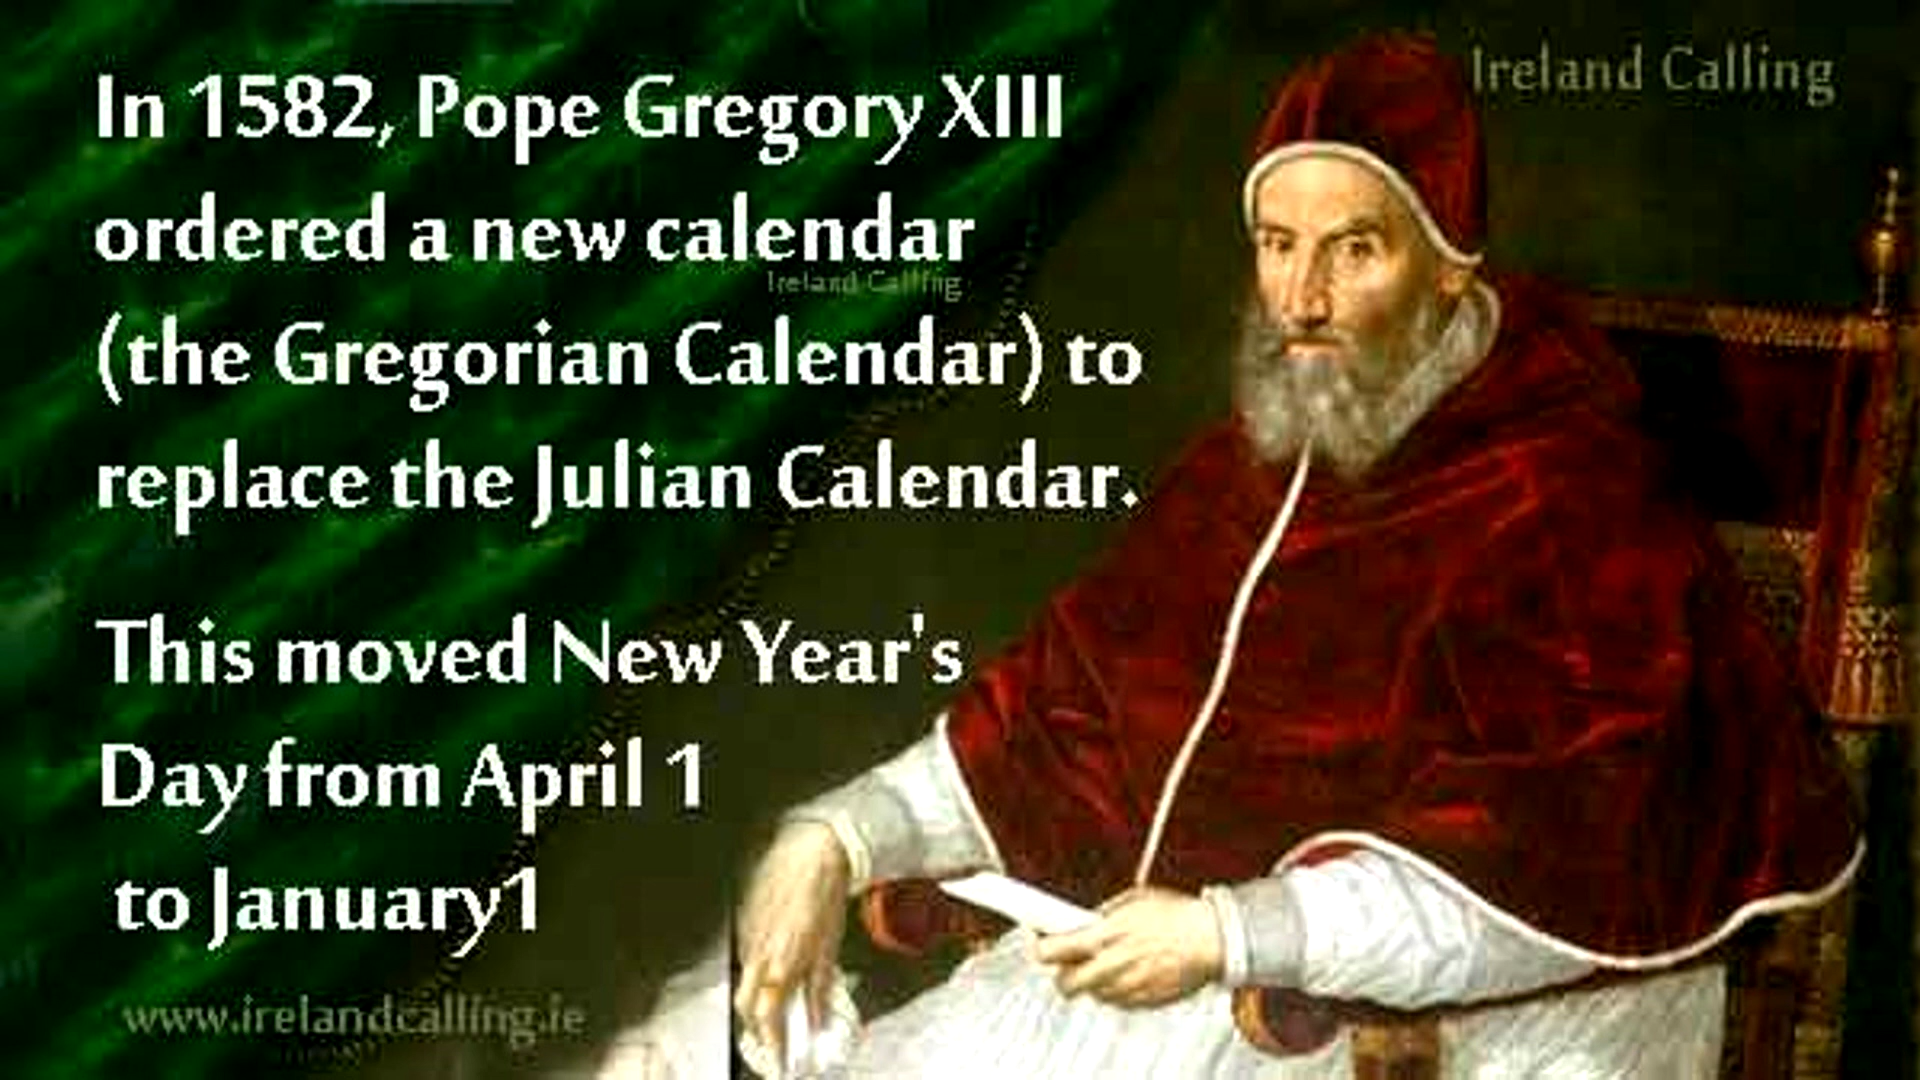 Ireland Calling
In 1582, Pope Gregory XIII
ordered a new calendar
Ireland Calling
(the Gregorian Calendar) to
replace the Julian Calendar.
This moved New Year's
Day from April 1
to January1
www.irelandcalling.ie